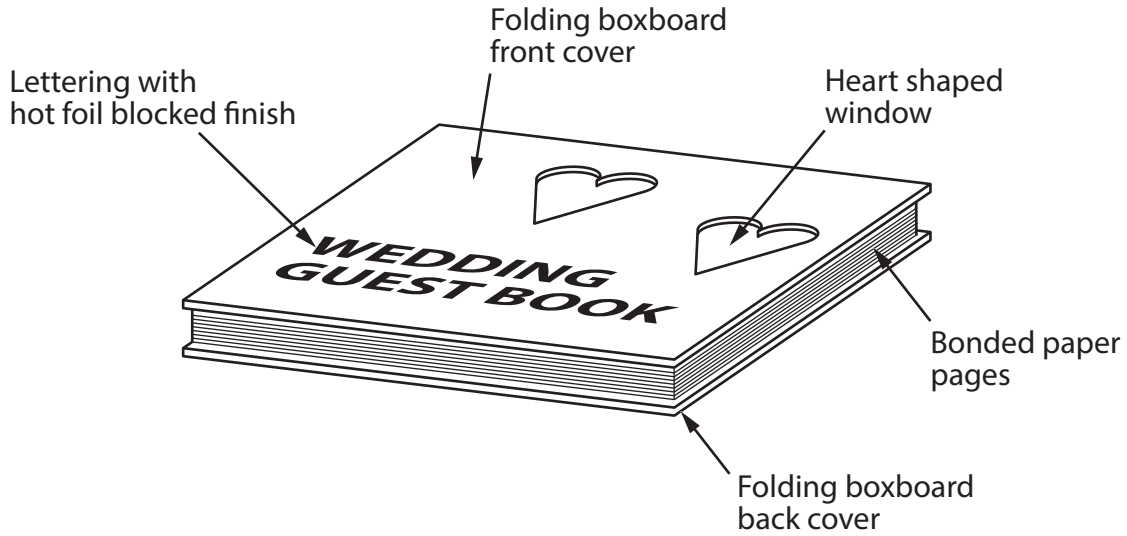 Folding boxboard
front cover
Lettering with
hot foil blocked finish
Heart shaped
window
WEDDING
GUEST BOOK
Bonded paper
pages
Folding boxboard
back cover